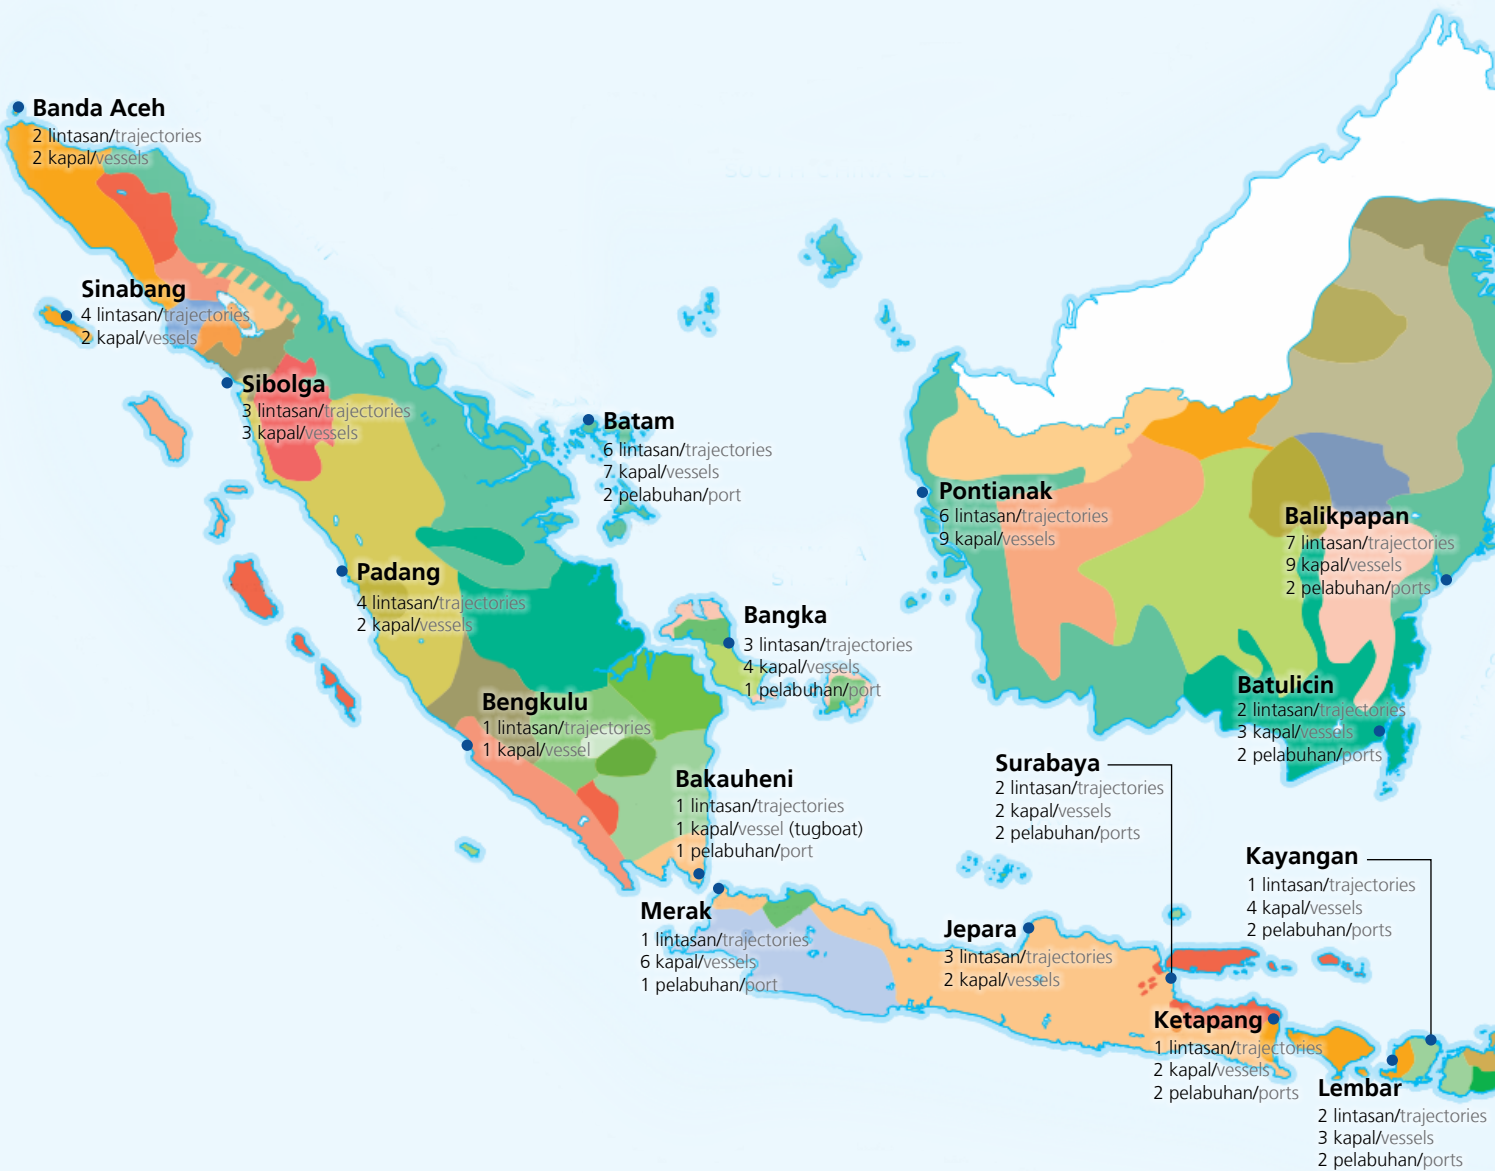 Banda Aceh
2 lintasan/trajectories
2 kapal/vessels
Sinabang
4 lintasan/trajectories
2 kapal/vessels
Sibolga
3 lintasan/trajectories
3 kapal/vessels
Batam
6 lintasan/trajectories
7 kapal/vessels
2 pelabuhan/port
Pontianak
6 lintasan/trajectories
9 kapal/vessels
Balikpapan
7 lintasan/trajectories
9 kapal/vessels
2 pelabuhan/ports
Padang
4 lintasan/trajectories
2 kapal/vessels
Bangka
3 lintasan/trajectories
4 kapal/vessels
1 pelabuhan/port
Bengkulu
1 lintasan/trajectories
1 kapal/vessel
Batulicin
2 lintasan/trajectories
3 kapal/vessels
2 pelabuhan/ports
Bakauheni
1 lintasan/trajectories
1 kapal/vessel (tugboat)
1 pelabuhan/port
Surabaya
2 lintasan/trajectories
2 kapal/vessels
2 pelabuhan/ports
Kayangan
1 lintasan/trajectories
4 kapal/vessels
2 pelabuhan/ports
Merak
1 lintasan/trajectories
6 kapal/vessels
1 pelabuhan/port
Jepara
3 lintasan/trajectories
2 kapal/vessels
Ketapang
1 lintasan/trajectories
2 kapal/vessels
2 pelabuhan/ports
Lembar
2 lintasan/trajectories
3 kapal/vessels
2 pelabuhan/ports